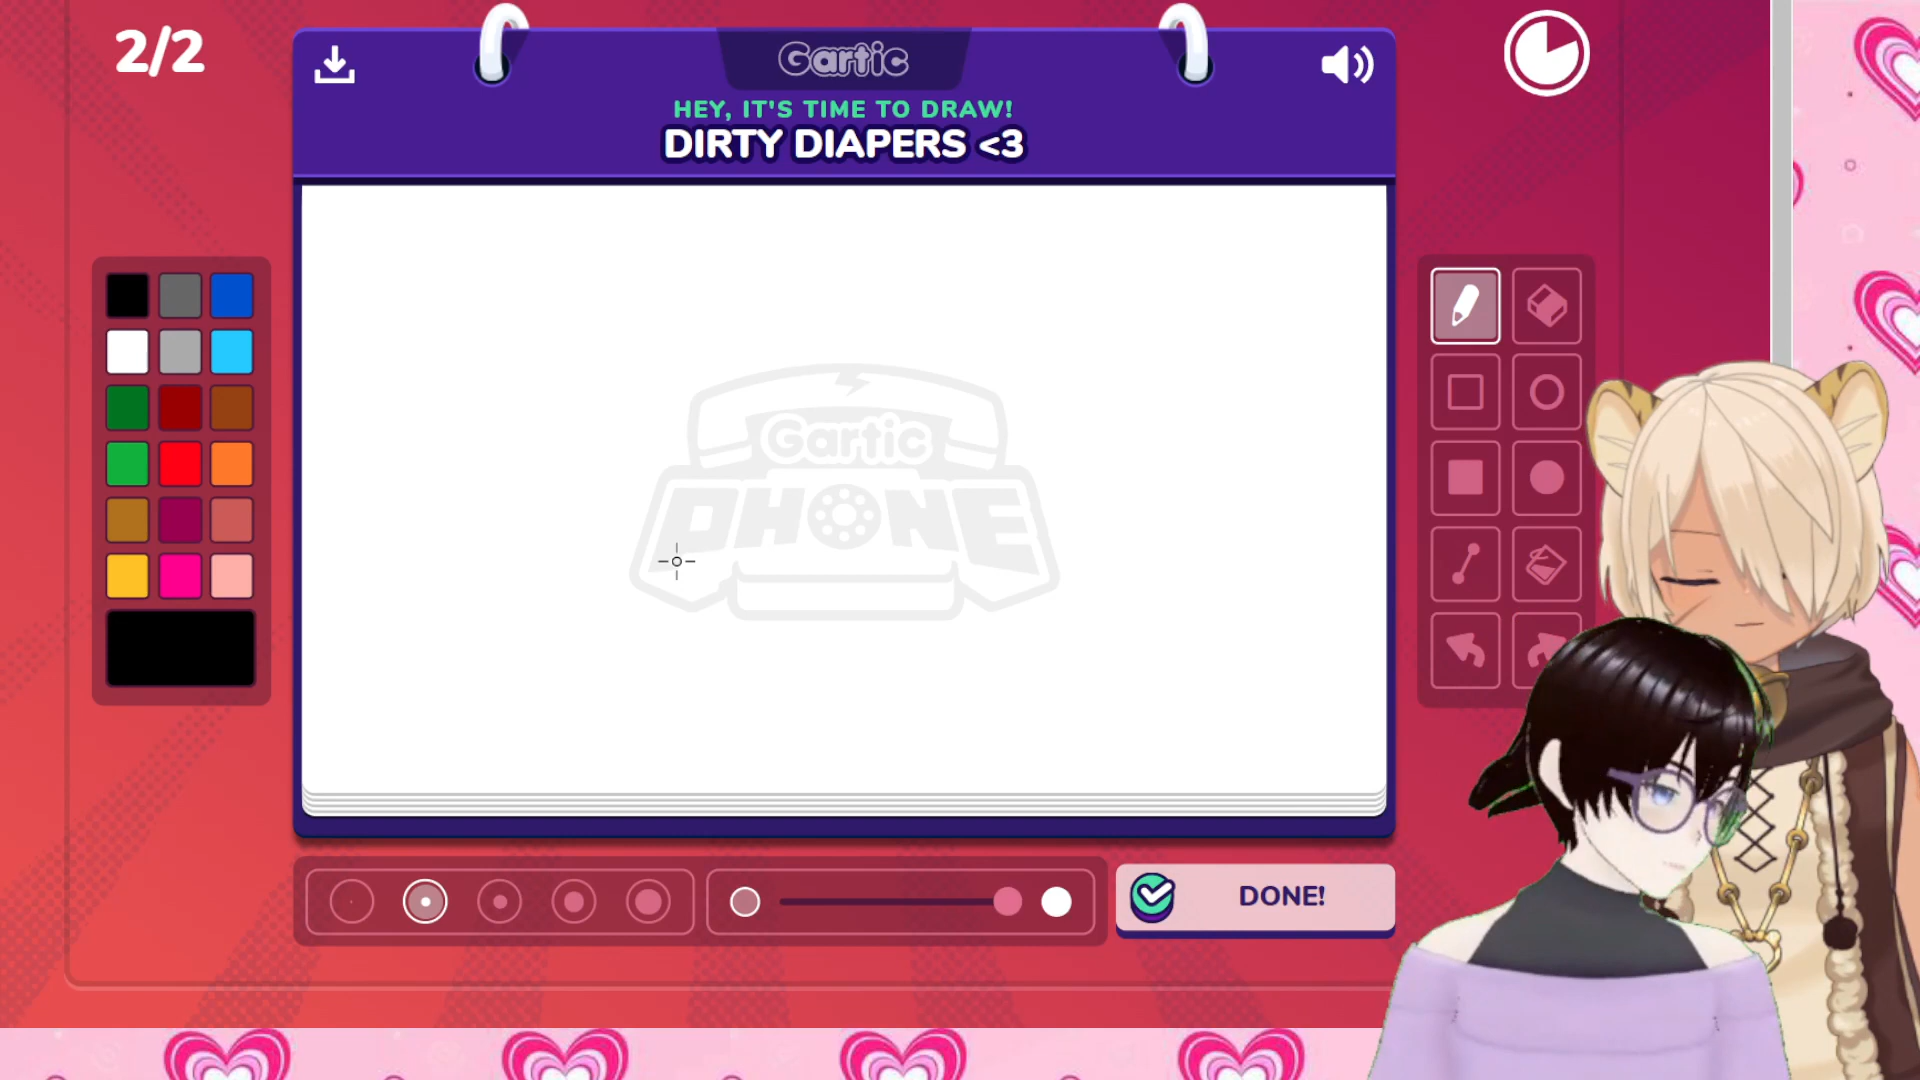 2/2
Gartic
HEY, IT'S TIME TO DRAW!
DIRTY DIAPERS <3
Gartic
PHONE
DONE!